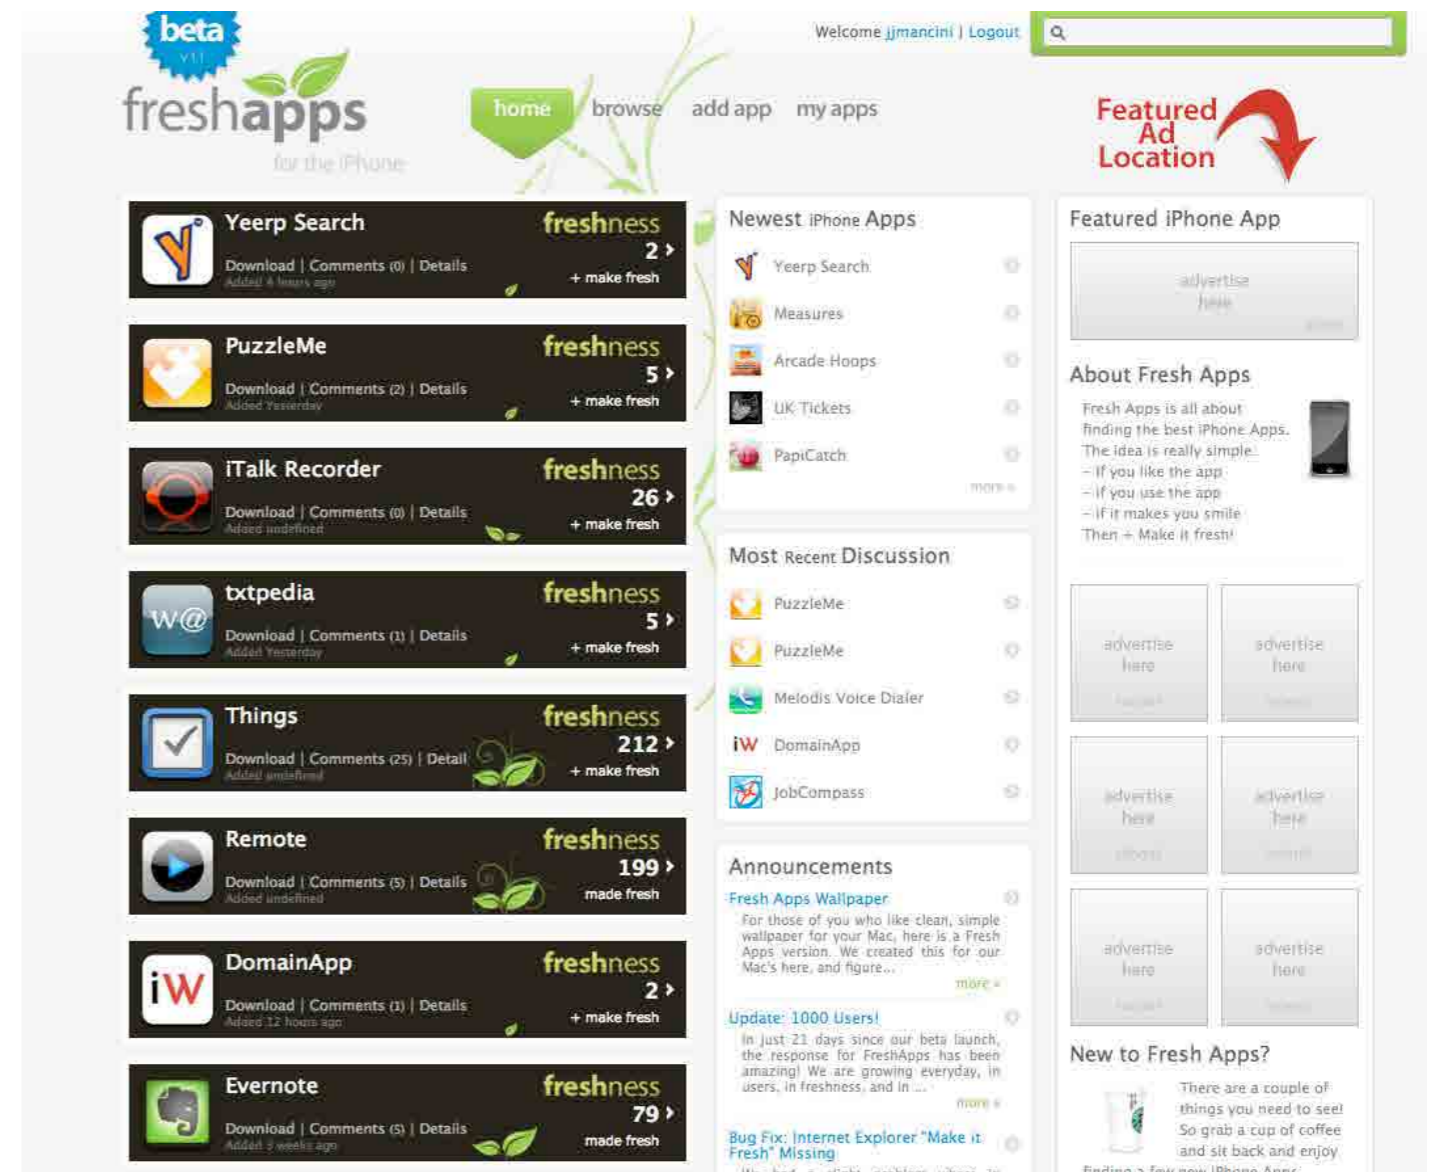 beta
v1.1
freshapps
for the iPhone
Welcome jjmancini | Logout
home browse add app my apps
Featured
Ad
Location
Yeerp Search
Download | Comments (0) | Details
Added 4 hours ago
freshness
2 ›
+ make fresh
PuzzleMe
Download | Comments (2) | Details
Added Yesterday
freshness
5 ›
+ make fresh
iTalk Recorder
Download | Comments (0) | Details
Added undefined
freshness
26 ›
+ make fresh
w@
txtpedia
Download | Comments (1) | Details
Added Yesterday
freshness
5 ›
+ make fresh
Things
Download | Comments (25) | Detail
Added undefined
freshness
212 ›
+ make fresh
Remote
Download | Comments (5) | Details
Added undefined
freshness
199 ›
made fresh
iW
DomainApp
Download | Comments (1) | Details
Added 12 hours ago
freshness
2 ›
+ make fresh
Evernote
Download | Comments (5) | Details
Added 3 weeks ago
freshness
79 ›
made fresh
Newest iPhone Apps
Yeerp Search
Measures
Arcade Hoops
UK Tickets
PapiCatch
more »
Most Recent Discussion
PuzzleMe
PuzzleMe
Melodis Voice Dialer
iW DomainApp
JobCompass
Announcements
Fresh Apps Wallpaper
For those of you who like clean, simple
wallpaper for your Mac, here is a Fresh
Apps version. We created this for our
Mac's here, and figure...
more »
Update: 1000 Users!
In just 21 days since our beta launch,
the response for FreshApps has been
amazing! We are growing everyday, in
users, in freshness, and in ...
more »
Bug Fix: Internet Explorer "Make it
Fresh" Missing
Featured iPhone App
advertise
here
About Fresh Apps
Fresh Apps is all about
finding the best iPhone Apps.
The idea is really simple..
- If you like the app
- If you use the app
- If it makes you smile
Then + Make it fresh!
advertise
here
advertise
here
advertise
here
advertise
here
advertise
here
advertise
here
New to Fresh Apps?
There are a couple of
things you need to see!
So grab a cup of coffee
and sit back and enjoy
finding a few new iPhone Apps